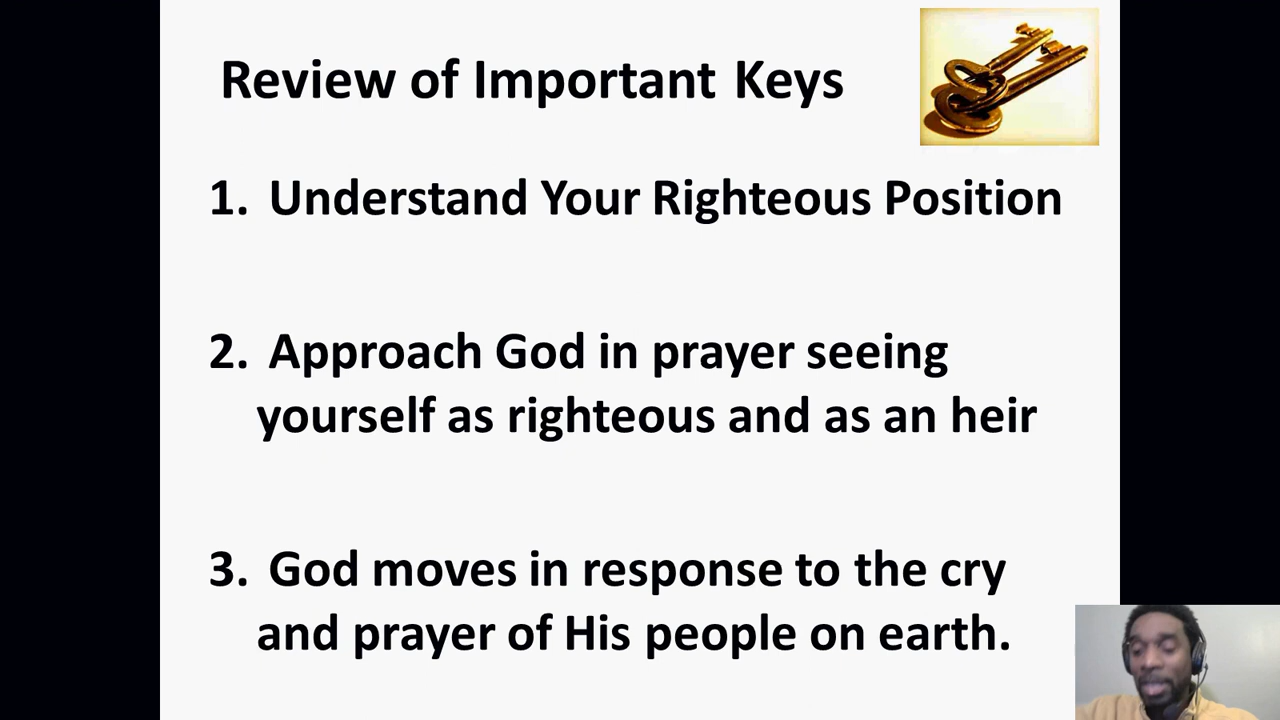 Review of Important Keys
1. Understand Your Righteous Position
2. Approach God in prayer seeing
yourself as righteous and as an heir
3. God moves in response to the cry
and prayer of His people on earth.